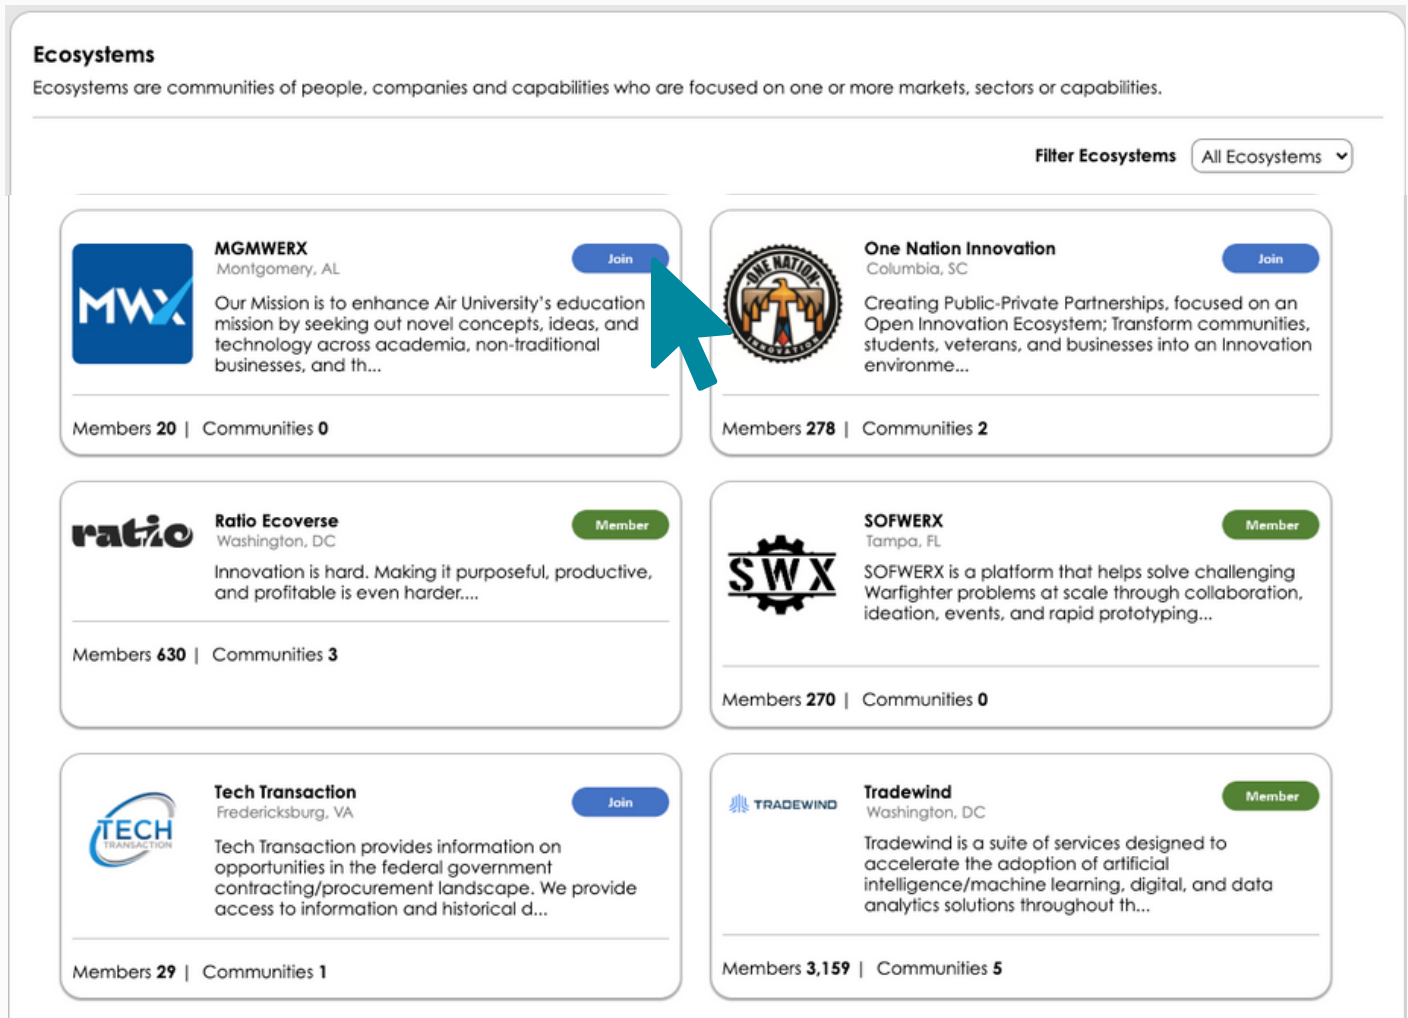 Ecosystems
Ecosystems are communities of people, companies and capabilities who are focused on one or more markets, sectors or capabilities.
Filter Ecosystems All Ecosystems
MWX
MGMWERX
Montgomery, AL
Join
Our Mission is to enhance Air University's education
mission by seeking out novel concepts, ideas, and
technology across academia, non-traditional
businesses, and th...
Members 20 | Communities 0
ONE NATION
INNOVATION
One Nation Innovation
Columbia, SC
Join
Creating Public-Private Partnerships, focused on an
Open Innovation Ecosystem; Transform communities,
students, veterans, and businesses into an Innovation
environme...
Members 278 | Communities 2
ratio
Ratio Ecoverse
Washington, DC
Member
Innovation is hard. Making it purposeful, productive,
and profitable is even harder....
Members 630 | Communities 3
SWX
SOFWERX
Tampa, FL
Member
SOFWERX is a platform that helps solve challenging
Warfighter problems at scale through collaboration,
ideation, events, and rapid prototyping...
Members 270 | Communities 0
TECH
TRANSACTION
Tech Transaction
Fredericksburg, VA
Join
Tech Transaction provides information on
opportunities in the federal government
contracting/procurement landscape. We provide
access to information and historical d...
Members 29 | Communities 1
TRADEWIND
Tradewind
Washington, DC
Member
Tradewind is a suite of services designed to
accelerate the adoption of artificial
intelligence/machine learning, digital, and data
analytics solutions throughout th...
Members 3,159 | Communities 5